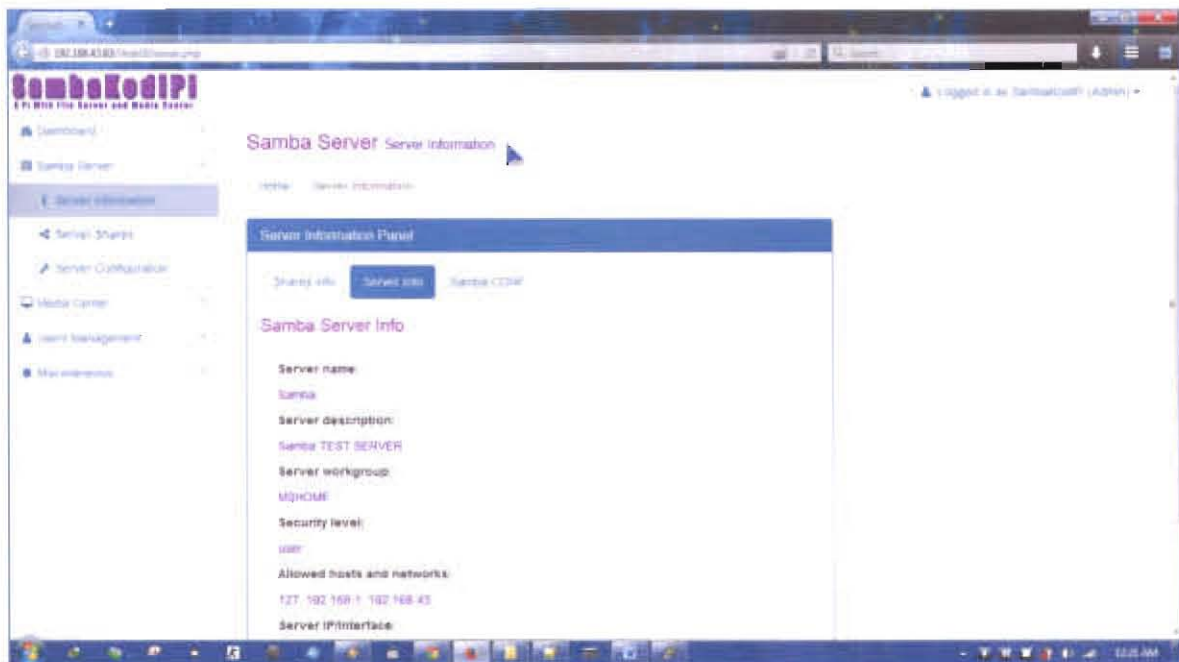 SambaKodiPi
Logged in as SambaKodiPi (Admin)
Dashboard
Samba Server
Server Information
Server Shares
Server Configuration
Media Center
Users Management
Miscellaneous
Samba Server Server Information
Home Server Information
Server Information Panel
Shares Info Server Info Samba CONF
Samba Server Info
Server name:
Samba
Server description:
Samba TEST SERVER
Server workgroup:
MQHOME
Security level:
user
Allowed hosts and networks:
127. 192.168.1. 192.168.43.
Server IP/Interface: